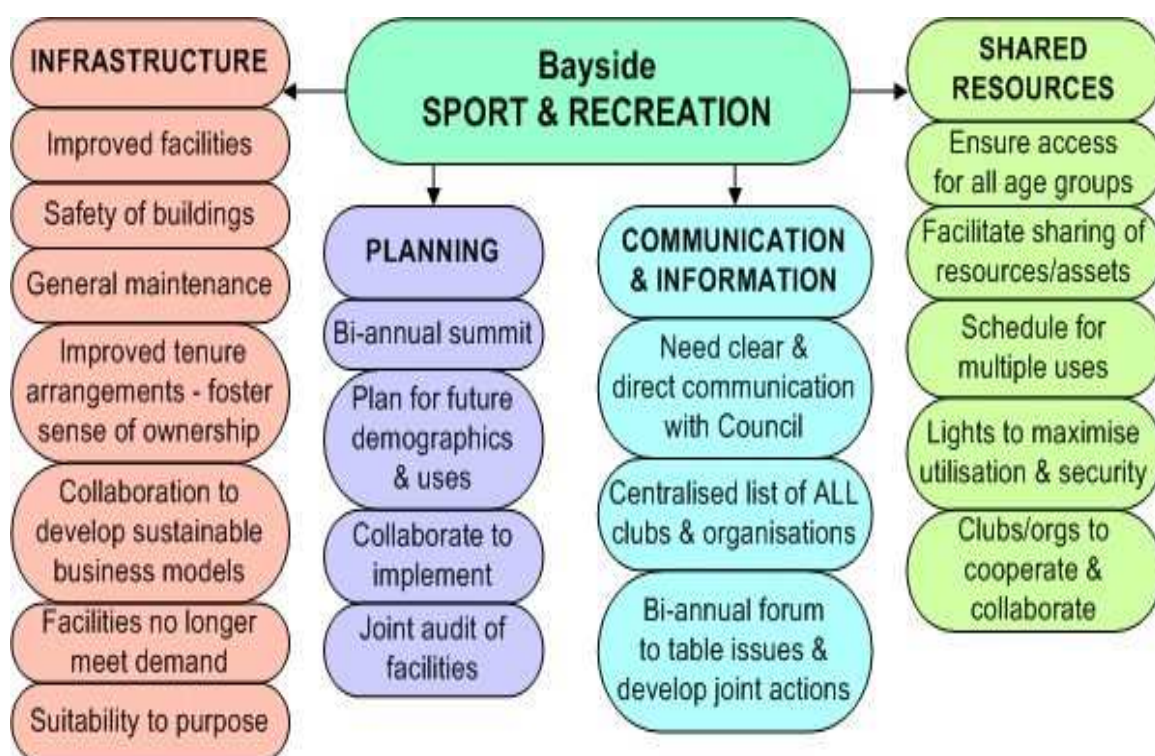 Bayside
SPORT & RECREATION
INFRASTRUCTURE
Improved facilities
Safety of buildings
General maintenance
Improved tenure
arrangements - foster
sense of ownership
Collaboration to
develop sustainable
business models
Facilities no longer
meet demand
Suitability to purpose
PLANNING
Bi-annual summit
Plan for future
demographics
& uses
Collaborate to
implement
Joint audit of
facilities
COMMUNICATION
& INFORMATION
Need clear &
direct communication
with Council
Centralised list of ALL
clubs & organisations
Bi-annual forum
to table issues &
develop joint actions
SHARED
RESOURCES
Ensure access
for all age groups
Facilitate sharing of
resources/assets
Schedule for
multiple uses
Lights to maximise
utilisation & security
Clubs/orgs to
cooperate &
collaborate